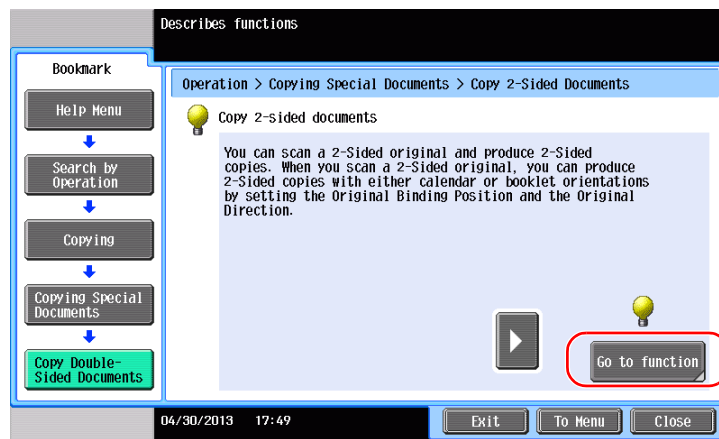 Describes functions
Bookmark
Operation > Copying Special Documents > Copy 2-Sided Documents
Help Menu
Copy 2-sided documents
Search by
Operation
You can scan a 2-Sided original and produce 2-Sided
copies. When you scan a 2-Sided original, you can produce
2-Sided copies with either calendar or booklet orientations
by setting the Original Binding Position and the Original
Direction.
Copying
Copying Special
Documents
Copy Double-
Sided Documents
Go to function
04/30/2013 17:49
Exit
To Menu
Close